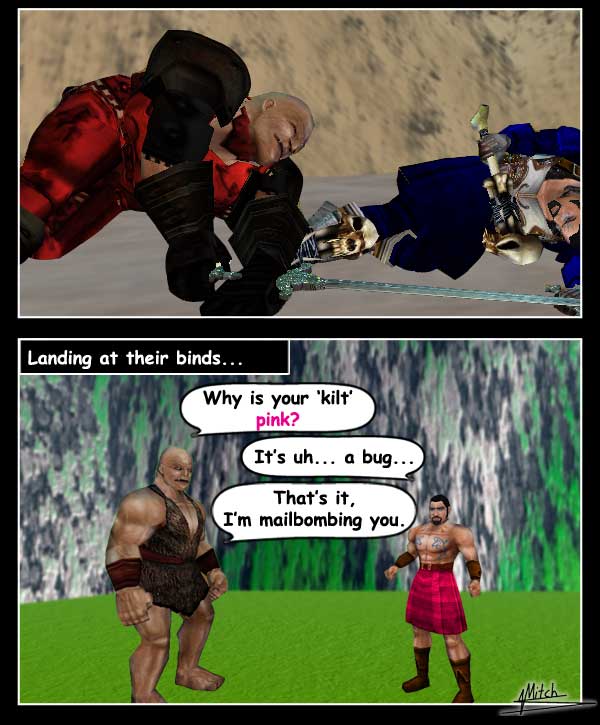 Landing at their binds...
Why is your ‘kilt’
pink?
It’s uh... a bug...
That’s it,
I’m mailbombing you.
Mitch